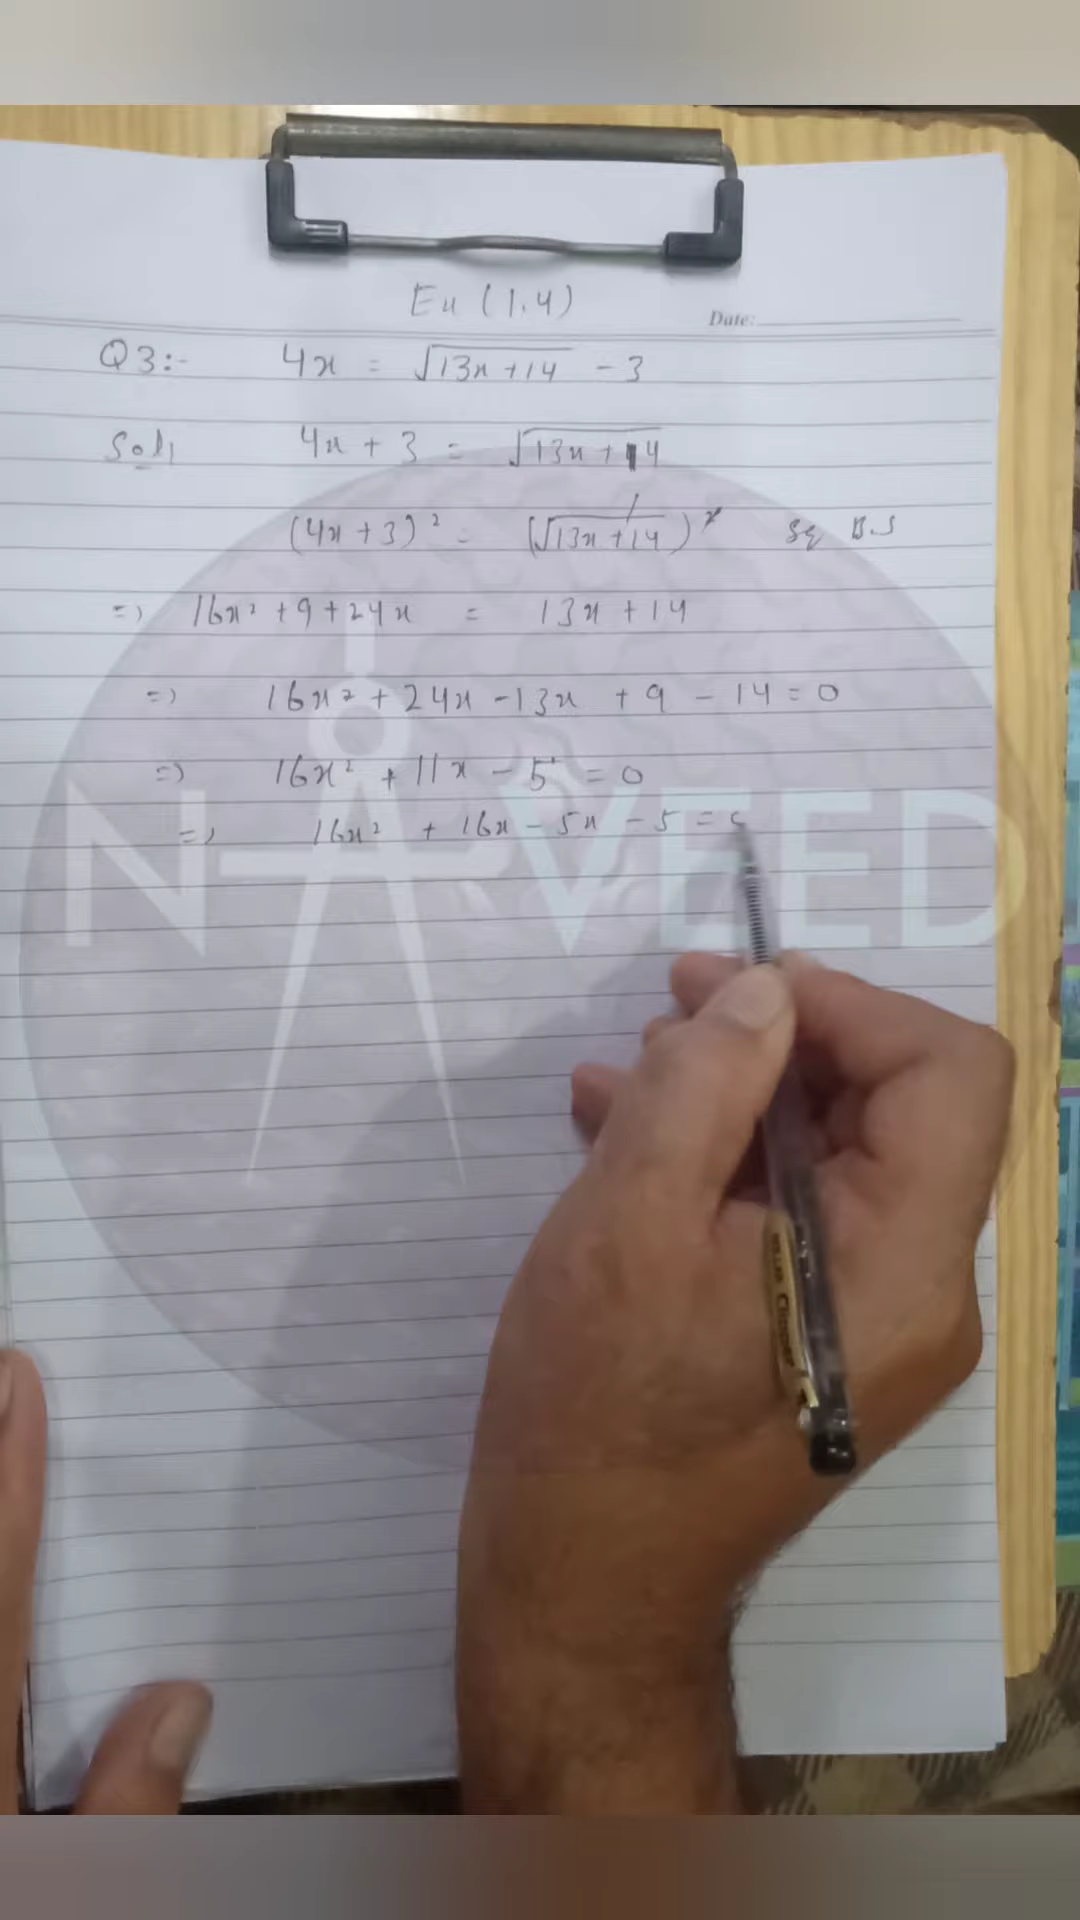 Ex (1.4)
Date:
Q3:- 4x = √13x+14 - 3
Sol: 4x + 3 = √13x+14
(4x+3)² = (√13x+14)² Sq B.S
=> 16x² + 9 + 24x = 13x + 14
=> 16x² + 24x - 13x + 9 - 14 = 0
=> 16x² + 11x - 5 = 0
=> 16x² + 16x - 5x - 5 =
NAVEED